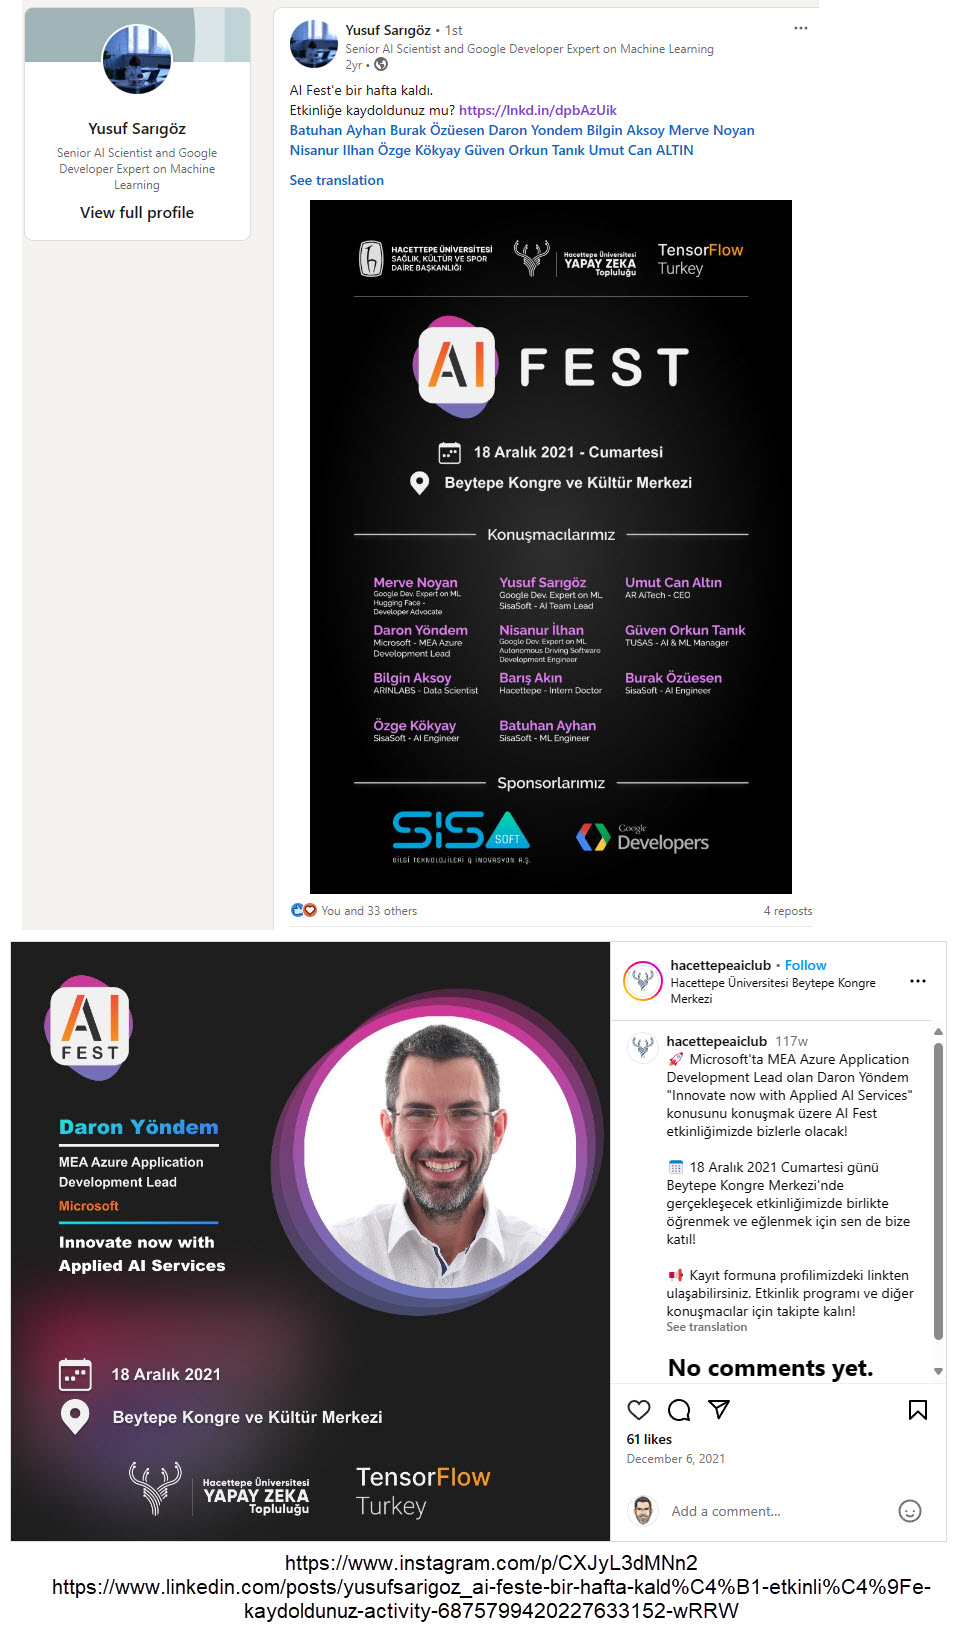 Yusuf Sarıgöz
Senior AI Scientist and Google
Developer Expert on Machine
Learning
View full profile
Yusuf Sarıgöz • 1st
Senior AI Scientist and Google Developer Expert on Machine Learning
2yr •
AI Fest'e bir hafta kaldı.
Etkinliğe kaydoldunuz mu? https://lnkd.in/dpbAzUik
Batuhan Ayhan Burak Özüesen Daron Yondem Bilgin Aksoy Merve Noyan
Nisanur Ilhan Özge Kökyay Güven Orkun Tanık Umut Can ALTIN
See translation
HACETTEPE ÜNİVERSİTESİ
SAĞLIK, KÜLTÜR VE SPOR
DAİRE BAŞKANLIĞI
Hacettepe Üniversitesi
YAPAY ZEKA
Topluluğu
TensorFlow
Turkey
AI FEST
18 Aralık 2021 - Cumartesi
Beytepe Kongre ve Kültür Merkezi
Konuşmacılarımız
Merve Noyan
Google Dev. Expert on ML
Hugging Face -
Developer Advocate
Yusuf Sarıgöz
Google Dev. Expert on ML
SisaSoft - AI Team Lead
Umut Can Altın
AR AiTech - CEO
Daron Yöndem
Microsoft - MEA Azure
Development Lead
Nisanur İlhan
Google Dev. Expert on ML
Autonomous Driving Software
Development Engineer
Güven Orkun Tanık
TUSAS - AI & ML Manager
Bilgin Aksoy
ARINLABS - Data Scientist
Barış Akın
Hacettepe - Intern Doctor
Burak Özüesen
SisaSoft - AI Engineer
Özge Kökyay
SisaSoft - AI Engineer
Batuhan Ayhan
SisaSoft - ML Engineer
Sponsorlarımız
SİSA
SOFT
BİLGİ TEKNOLOJİLERİ & İNOVASYON A.Ş.
Google
Developers
You and 33 others
4 reposts
AI
FEST
Daron Yöndem
MEA Azure Application
Development Lead
Microsoft
Innovate now with
Applied AI Services
18 Aralık 2021
Beytepe Kongre ve Kültür Merkezi
Hacettepe Üniversitesi
YAPAY ZEKA
Topluluğu
TensorFlow
Turkey
hacettepeaiclub • Follow
Hacettepe Üniversitesi Beytepe Kongre
Merkezi
hacettepeaiclub 117w
🚀 Microsoft'ta MEA Azure Application
Development Lead olan Daron Yöndem
"Innovate now with Applied AI Services"
konusunu konuşmak üzere AI Fest
etkinliğimizde bizlerle olacak!
📅 18 Aralık 2021 Cumartesi günü
Beytepe Kongre Merkezi'nde
gerçekleşecek etkinliğimizde birlikte
öğrenmek ve eğlenmek için sen de bize
katıl!
📢 Kayıt formuna profilimizdeki linkten
ulaşabilirsiniz. Etkinlik programı ve diğer
konuşmacılar için takipte kalın!
See translation
No comments yet.
61 likes
December 6, 2021
Add a comment...
https://www.instagram.com/p/CXJyL3dMNn2
https://www.linkedin.com/posts/yusufsarigoz_ai-feste-bir-hafta-kald%C4%B1-etkinli%C4%9Fe-
kaydoldunuz-activity-6875799420227633152-wRRW